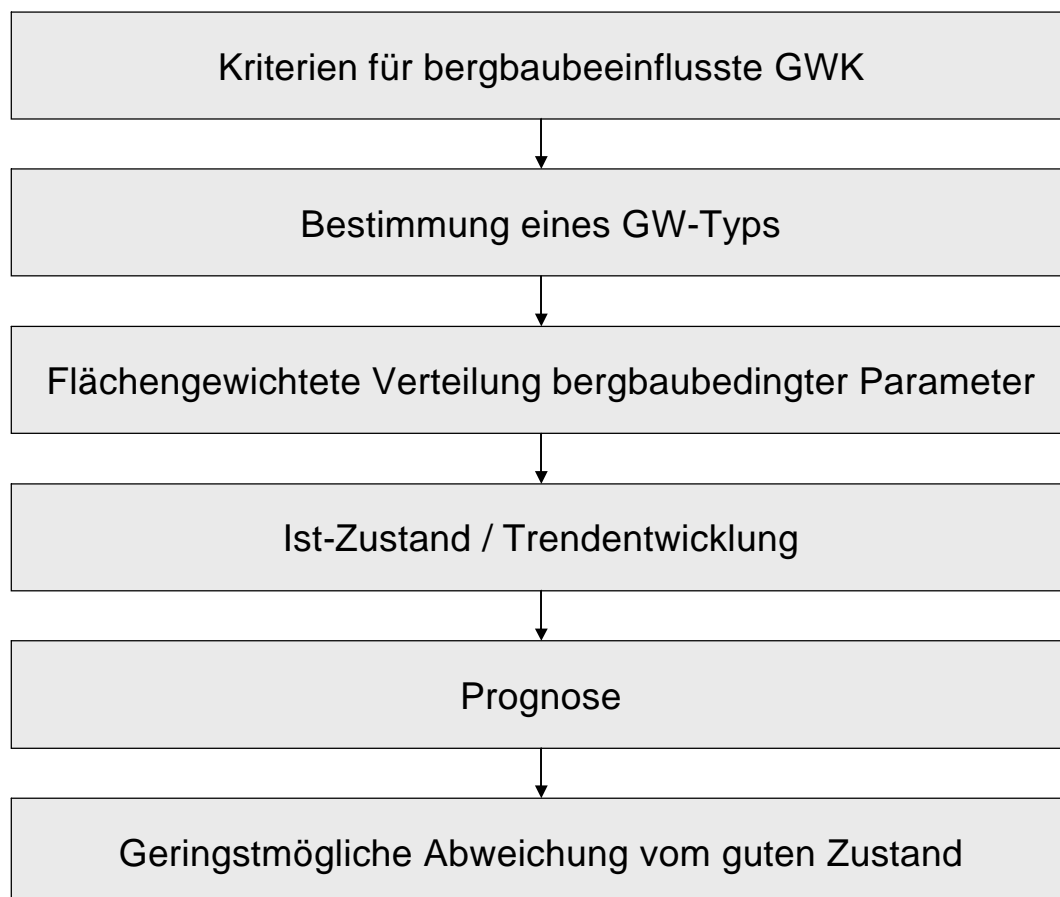 Kriterien für bergbaubeeinflusste GWK
Bestimmung eines GW-Typs
Flächengewichtete Verteilung bergbaubedingter Parameter
Ist-Zustand / Trendentwicklung
Prognose
Geringstmögliche Abweichung vom guten Zustand